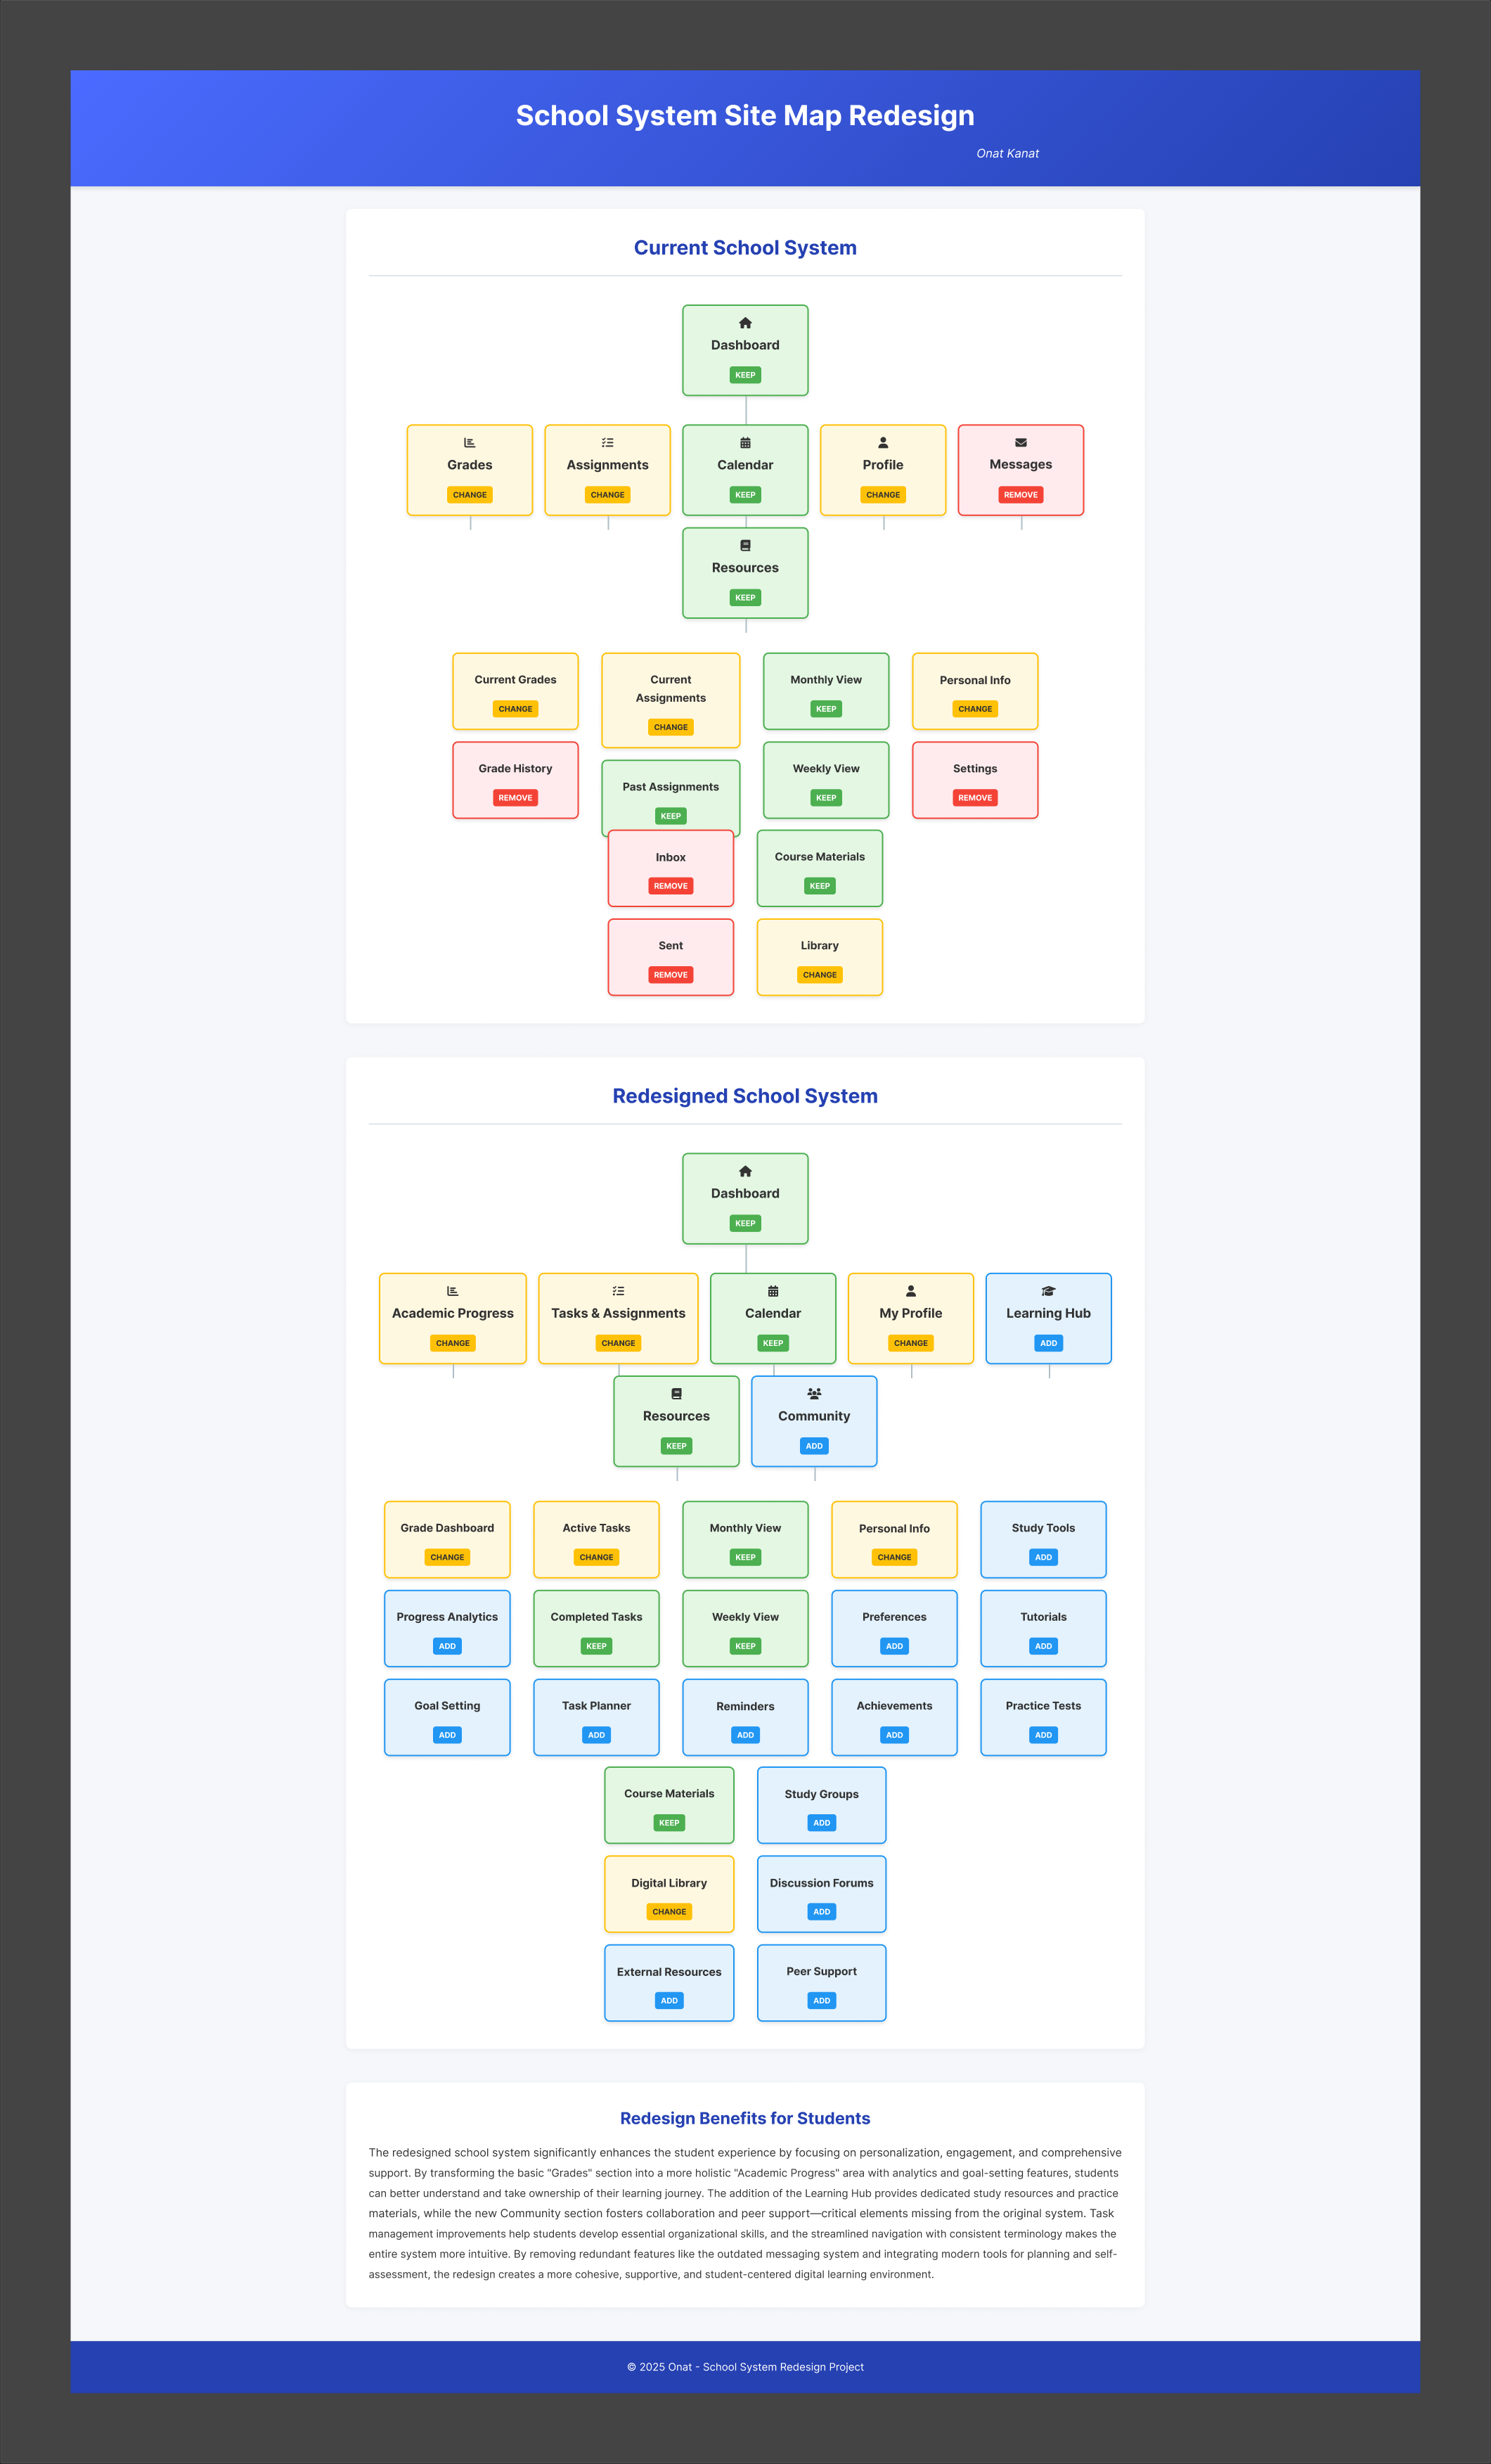 School System Site Map Redesign
Onat Kanat
Current School System
Dashboard
KEEP
Grades
CHANGE
Assignments
CHANGE
Calendar
KEEP
Profile
CHANGE
Messages
REMOVE
Resources
KEEP
Current Grades
CHANGE
Grade History
REMOVE
Current
Assignments
CHANGE
Past Assignments
KEEP
Monthly View
KEEP
Weekly View
KEEP
Personal Info
CHANGE
Settings
REMOVE
Inbox
REMOVE
Sent
REMOVE
Course Materials
KEEP
Library
CHANGE
Redesigned School System
Dashboard
KEEP
Academic Progress
CHANGE
Tasks & Assignments
CHANGE
Calendar
KEEP
My Profile
CHANGE
Learning Hub
ADD
Resources
KEEP
Community
ADD
Grade Dashboard
CHANGE
Progress Analytics
ADD
Goal Setting
ADD
Active Tasks
CHANGE
Completed Tasks
KEEP
Task Planner
ADD
Monthly View
KEEP
Weekly View
KEEP
Reminders
ADD
Personal Info
CHANGE
Preferences
ADD
Achievements
ADD
Study Tools
ADD
Tutorials
ADD
Practice Tests
ADD
Course Materials
KEEP
Digital Library
CHANGE
External Resources
ADD
Study Groups
ADD
Discussion Forums
ADD
Peer Support
ADD
Redesign Benefits for Students
The redesigned school system significantly enhances the student experience by focusing on personalization, engagement, and comprehensive
support. By transforming the basic "Grades" section into a more holistic "Academic Progress" area with analytics and goal-setting features, students
can better understand and take ownership of their learning journey. The addition of the Learning Hub provides dedicated study resources and practice
materials, while the new Community section fosters collaboration and peer support—critical elements missing from the original system. Task
management improvements help students develop essential organizational skills, and the streamlined navigation with consistent terminology makes the
entire system more intuitive. By removing redundant features like the outdated messaging system and integrating modern tools for planning and self-
assessment, the redesign creates a more cohesive, supportive, and student-centered digital learning environment.
© 2025 Onat - School System Redesign Project